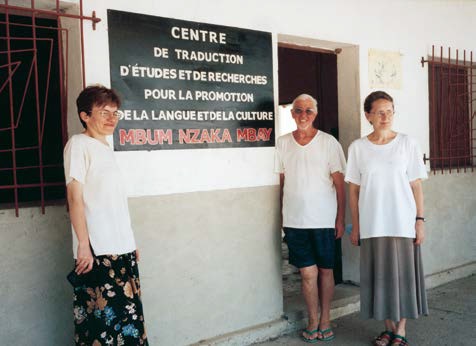 CENTRE
DE TRADUCTION
D'ÉTUDES ET DE RECHERCHES
POUR LA PROMOTION
DE LA LANGUE ET DE LA CULTURE
MBUM NZAKA MBAY